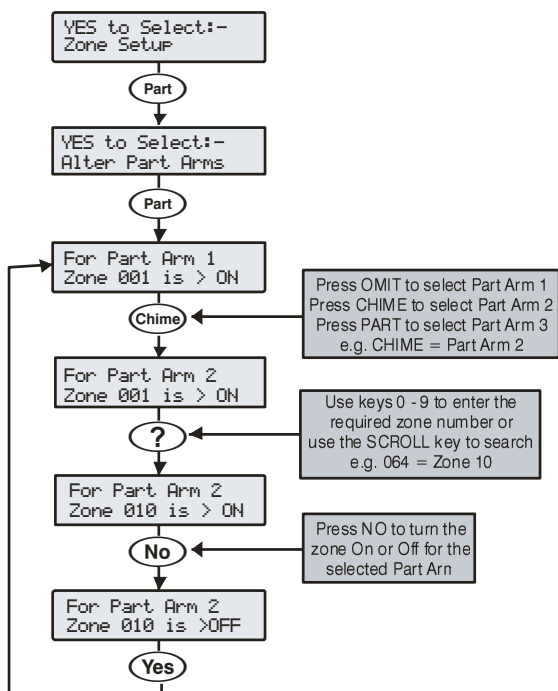 YES to Select:-
Zone Setup
Part
YES to Select:-
Alter Part Arms
Part
For Part Arm 1
Zone 001 is > ON
Chime
Press OMIT to select Part Arm 1
Press CHIME to select Part Arm 2
Press PART to select Part Arm 3
e.g. CHIME = Part Arm 2
For Part Arm 2
Zone 001 is > ON
?
Use keys 0 - 9 to enter the
required zone number or
use the SCROLL key to search
e.g. 064 = Zone 10
For Part Arm 2
Zone 010 is > ON
No
Press NO to turn the
zone On or Off for the
selected Part Arn
For Part Arm 2
Zone 010 is >OFF
Yes